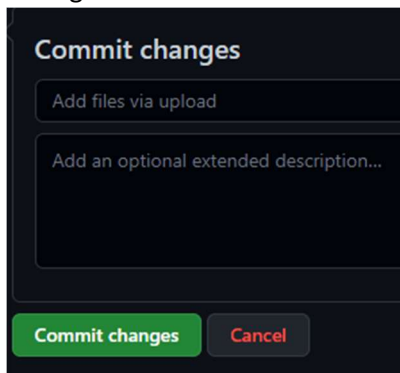 Commit changes
Add files via upload
Add an optional extended description...
Commit changes
Cancel